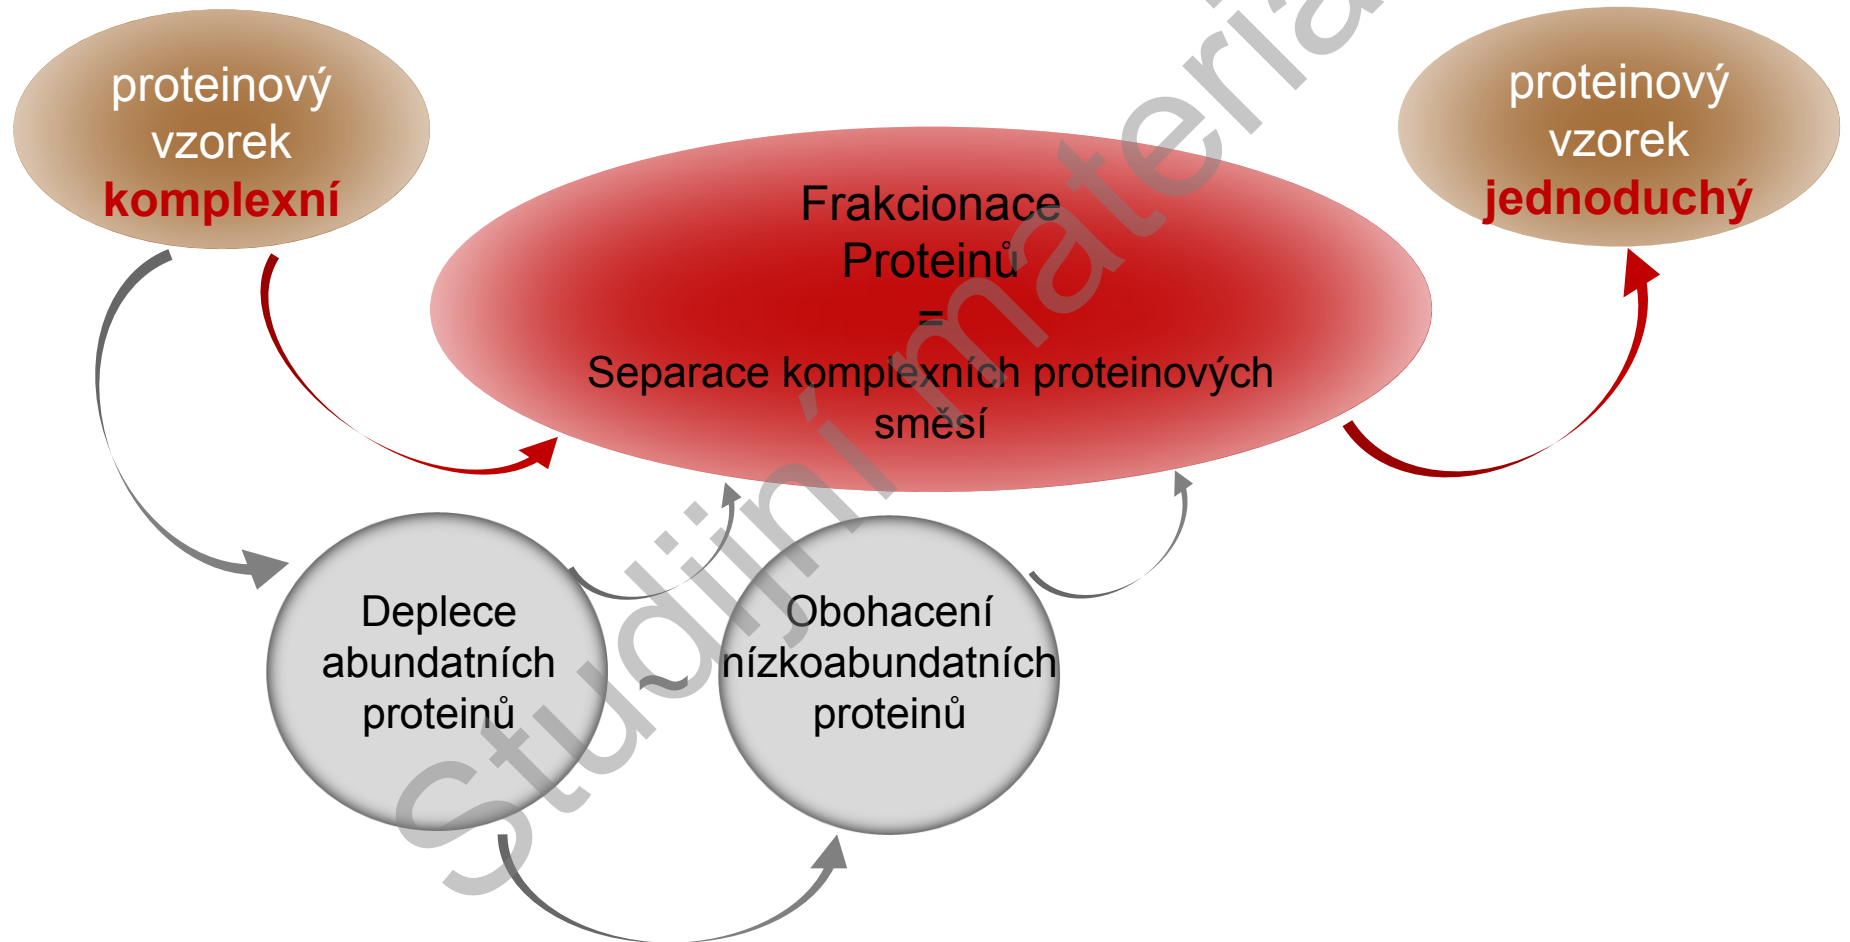 proteinový
vzorek
komplexní
Frakcionace
Proteinů
=
Separace komplexních proteinových
směsí
proteinový
vzorek
jednoduchý
Deplece
abundatních
proteinů
~
Obohacení
nízkoabundatních
proteinů
Studijní materiá